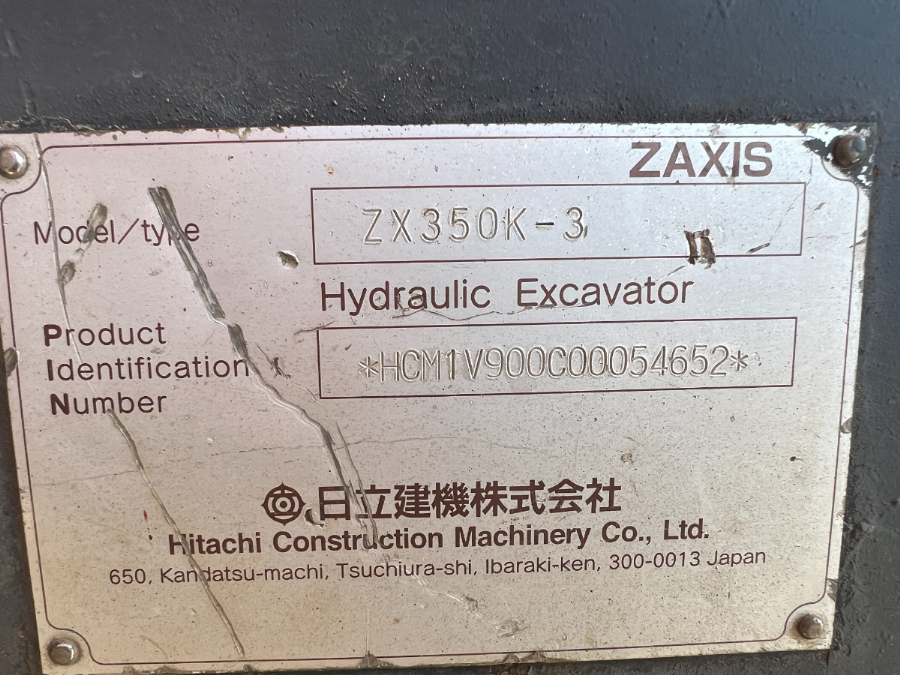 ZAXIS
Model/type
ZX350K-3
Hydraulic Excavator
Product
Identification
Number
*HCM1V900C00054652*
日立建機株式会社
Hitachi Construction Machinery Co., Ltd.
650, Kandatsu-machi, Tsuchiura-shi, Ibaraki-ken, 300-0013 Japan